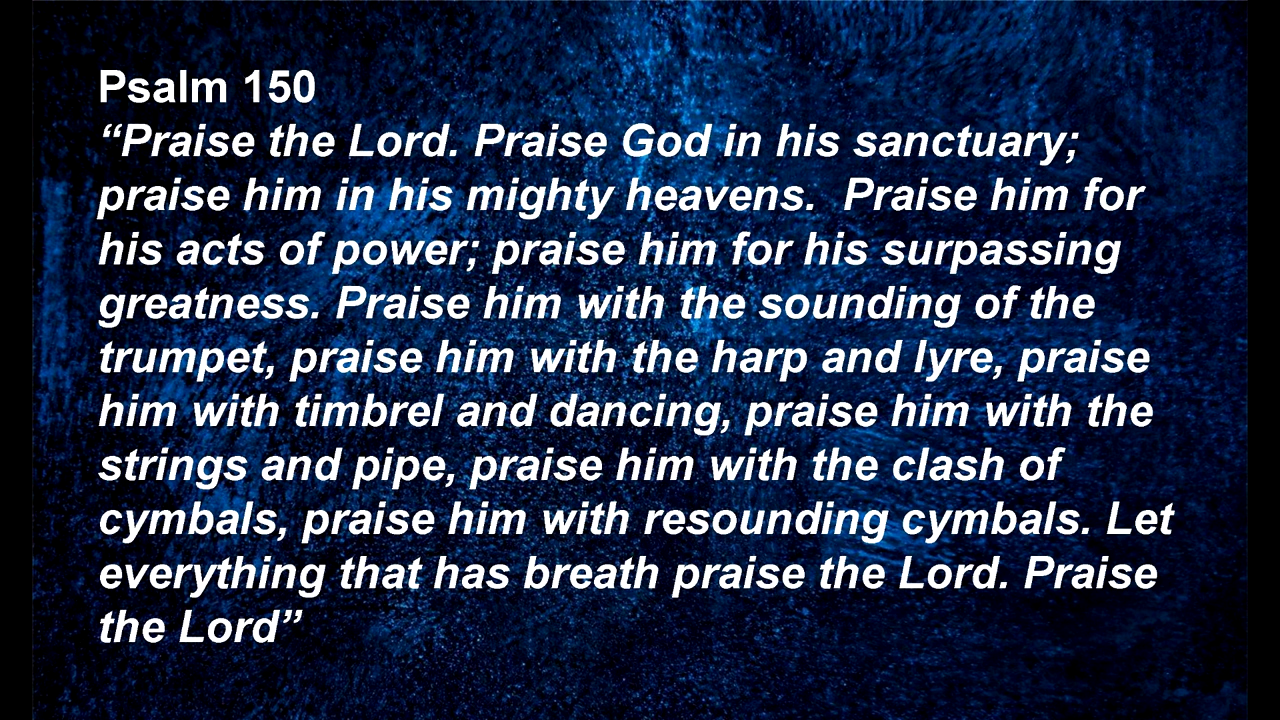 Psalm 150
“Praise the Lord. Praise God in his sanctuary;
praise him in his mighty heavens.  Praise him for
his acts of power; praise him for his surpassing
greatness. Praise him with the sounding of the
trumpet, praise him with the harp and lyre, praise
him with timbrel and dancing, praise him with the
strings and pipe, praise him with the clash of
cymbals, praise him with resounding cymbals. Let
everything that has breath praise the Lord. Praise
the Lord”